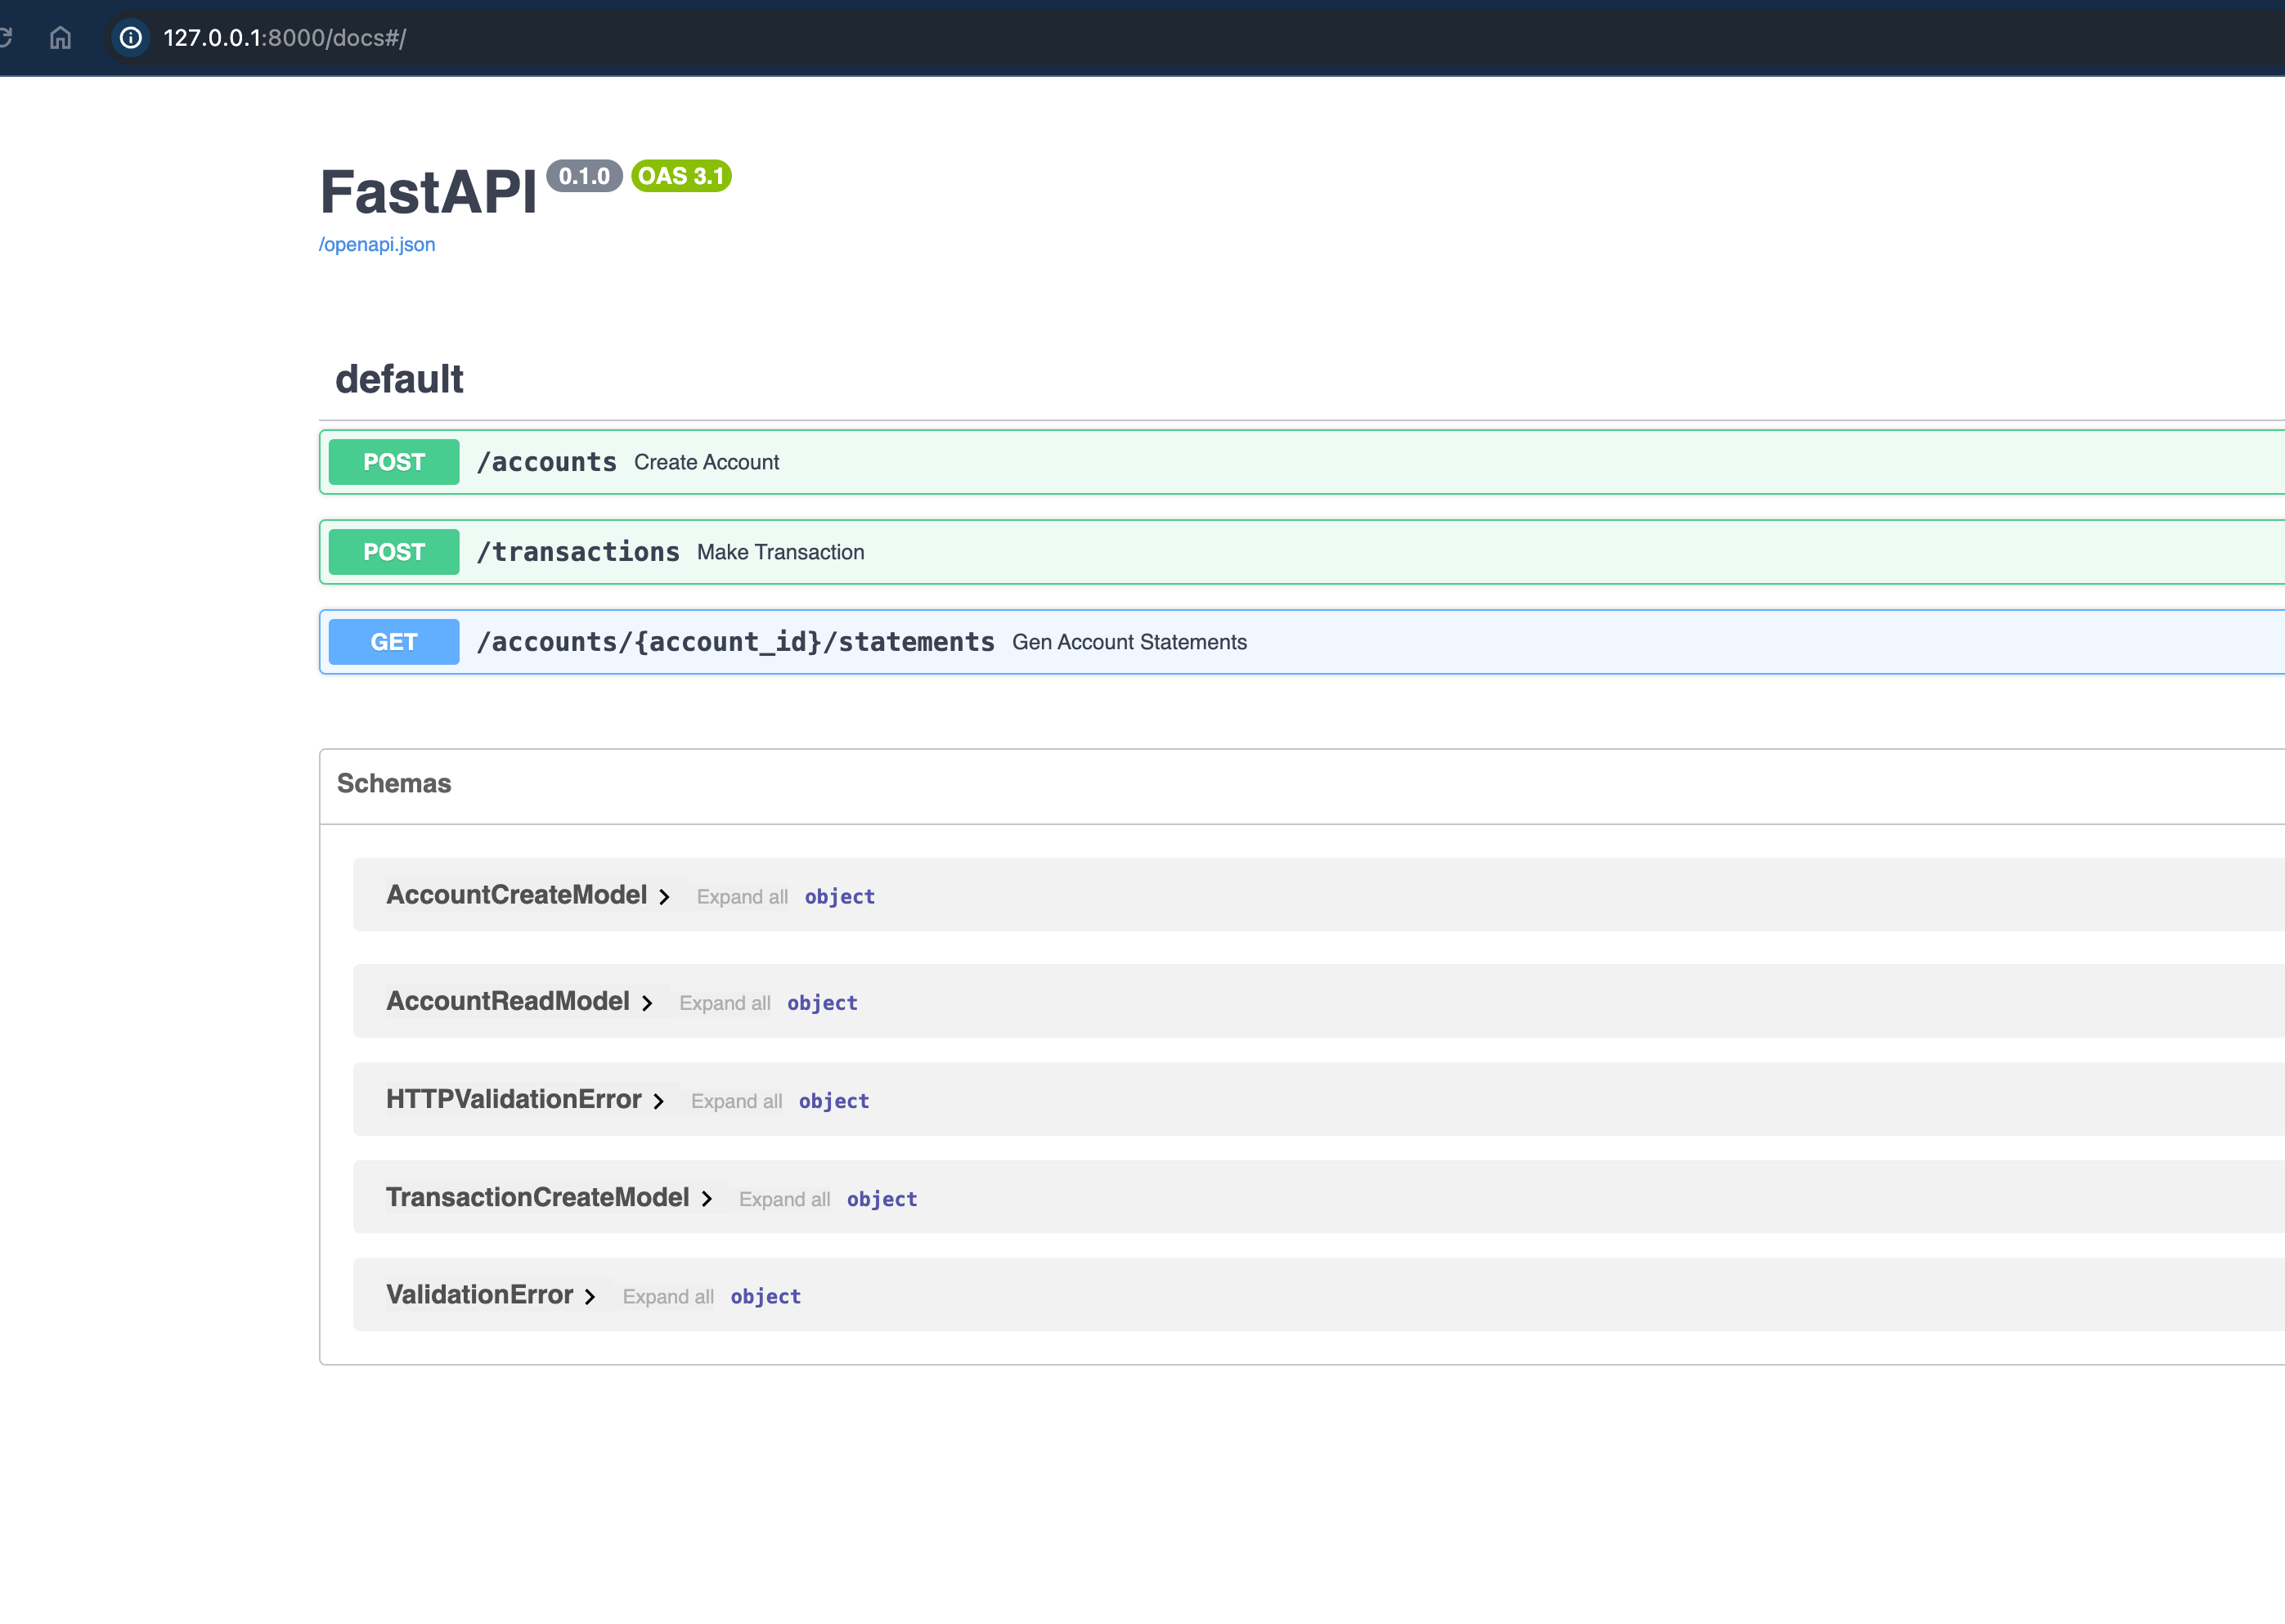 127.0.0.1:8000/docs#/
FastAPI 0.1.0 OAS 3.1
/openapi.json
default
POST /accounts Create Account
POST /transactions Make Transaction
GET /accounts/{account_id}/statements Gen Account Statements
Schemas
AccountCreateModel Expand all object
AccountReadModel Expand all object
HTTPValidationError Expand all object
TransactionCreateModel Expand all object
ValidationError Expand all object